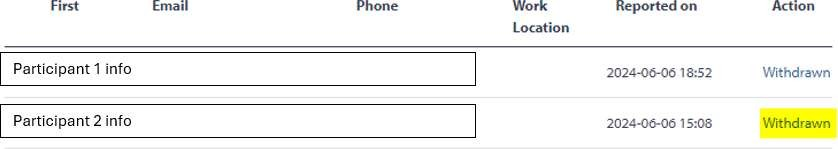 First Email Phone Work Location Reported on Action
Participant 1 info 2024-06-06 18:52 Withdrawn
Participant 2 info 2024-06-06 15:08 Withdrawn